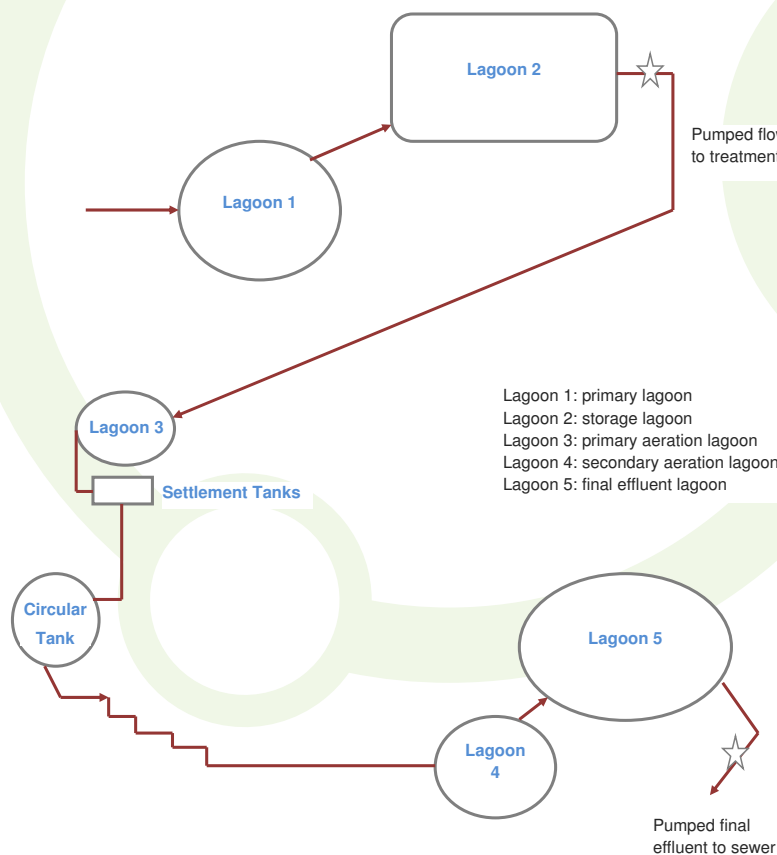 Lagoon 2
Pumped flow
to treatment
Lagoon 1
Lagoon 1: primary lagoon
Lagoon 2: storage lagoon
Lagoon 3: primary aeration lagoon
Lagoon 4: secondary aeration lagoon
Lagoon 5: final effluent lagoon
Lagoon 3
Settlement Tanks
Circular
Tank
Lagoon 5
Lagoon
4
Pumped final
effluent to sewer